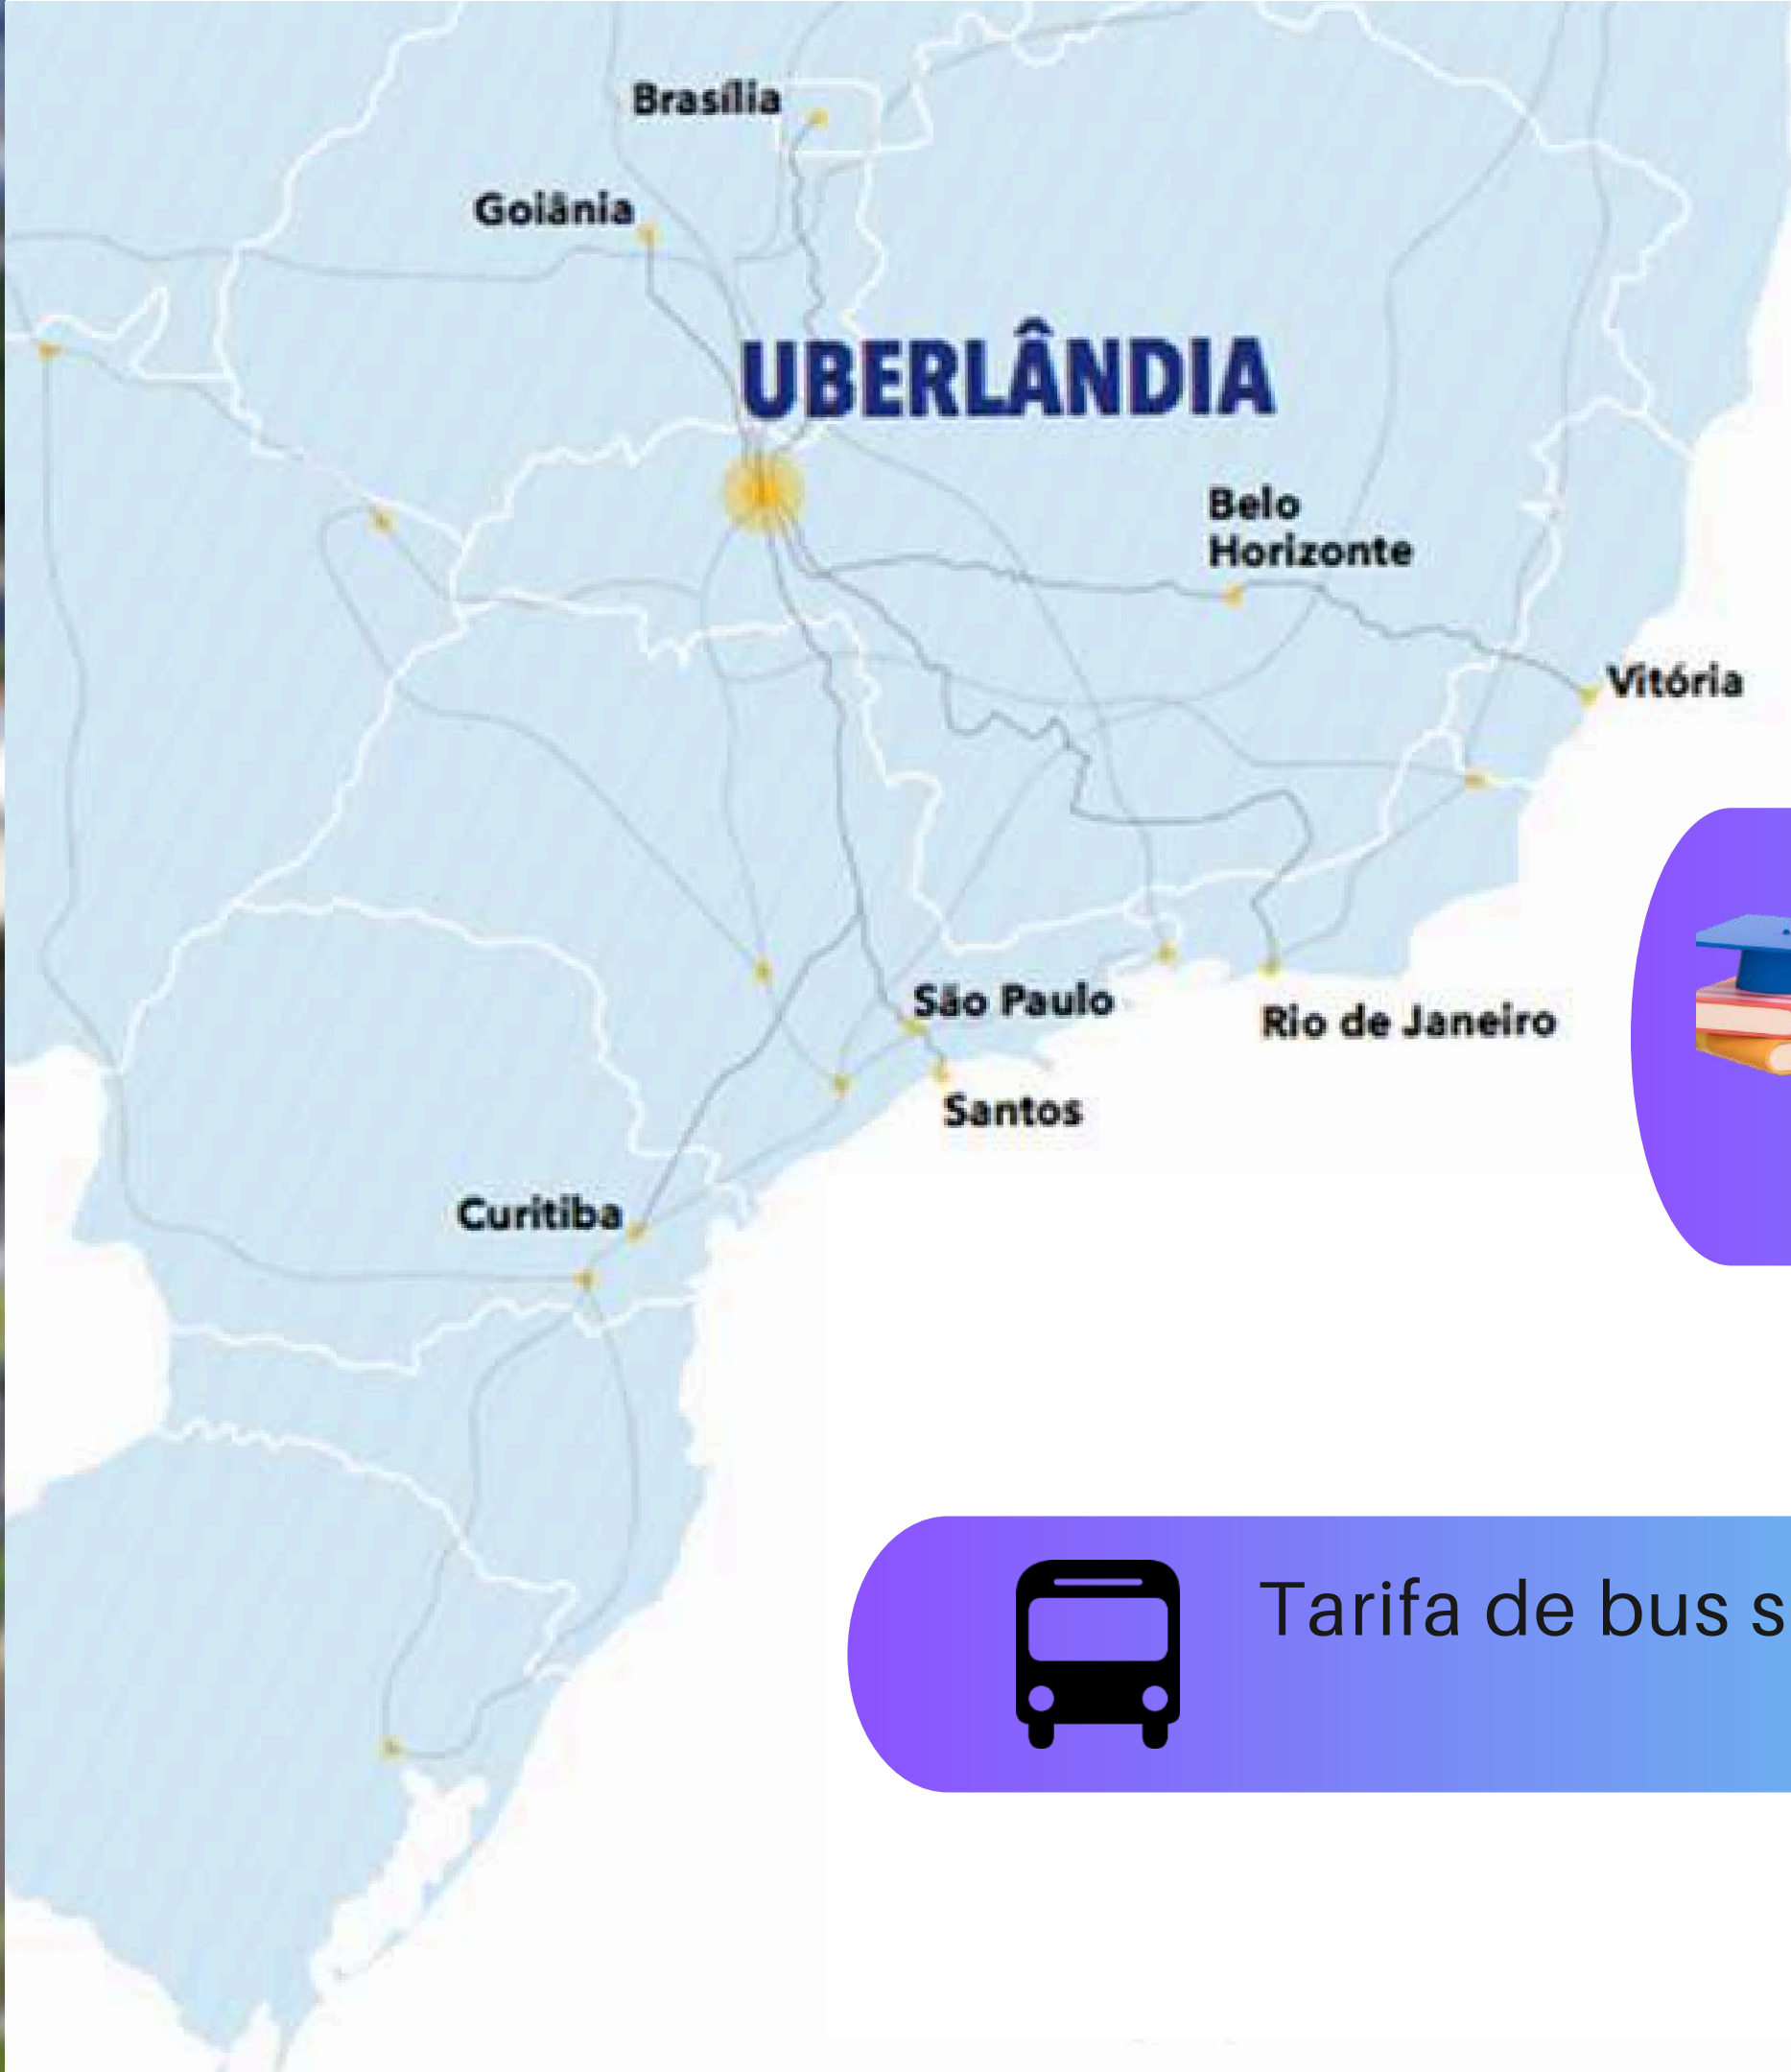 Brasília
Goiânia
UBERLÂNDIA
Belo
Horizonte
Vitória
São Paulo
Rio de Janeiro
Santos
Curitiba
Tarifa de bus s